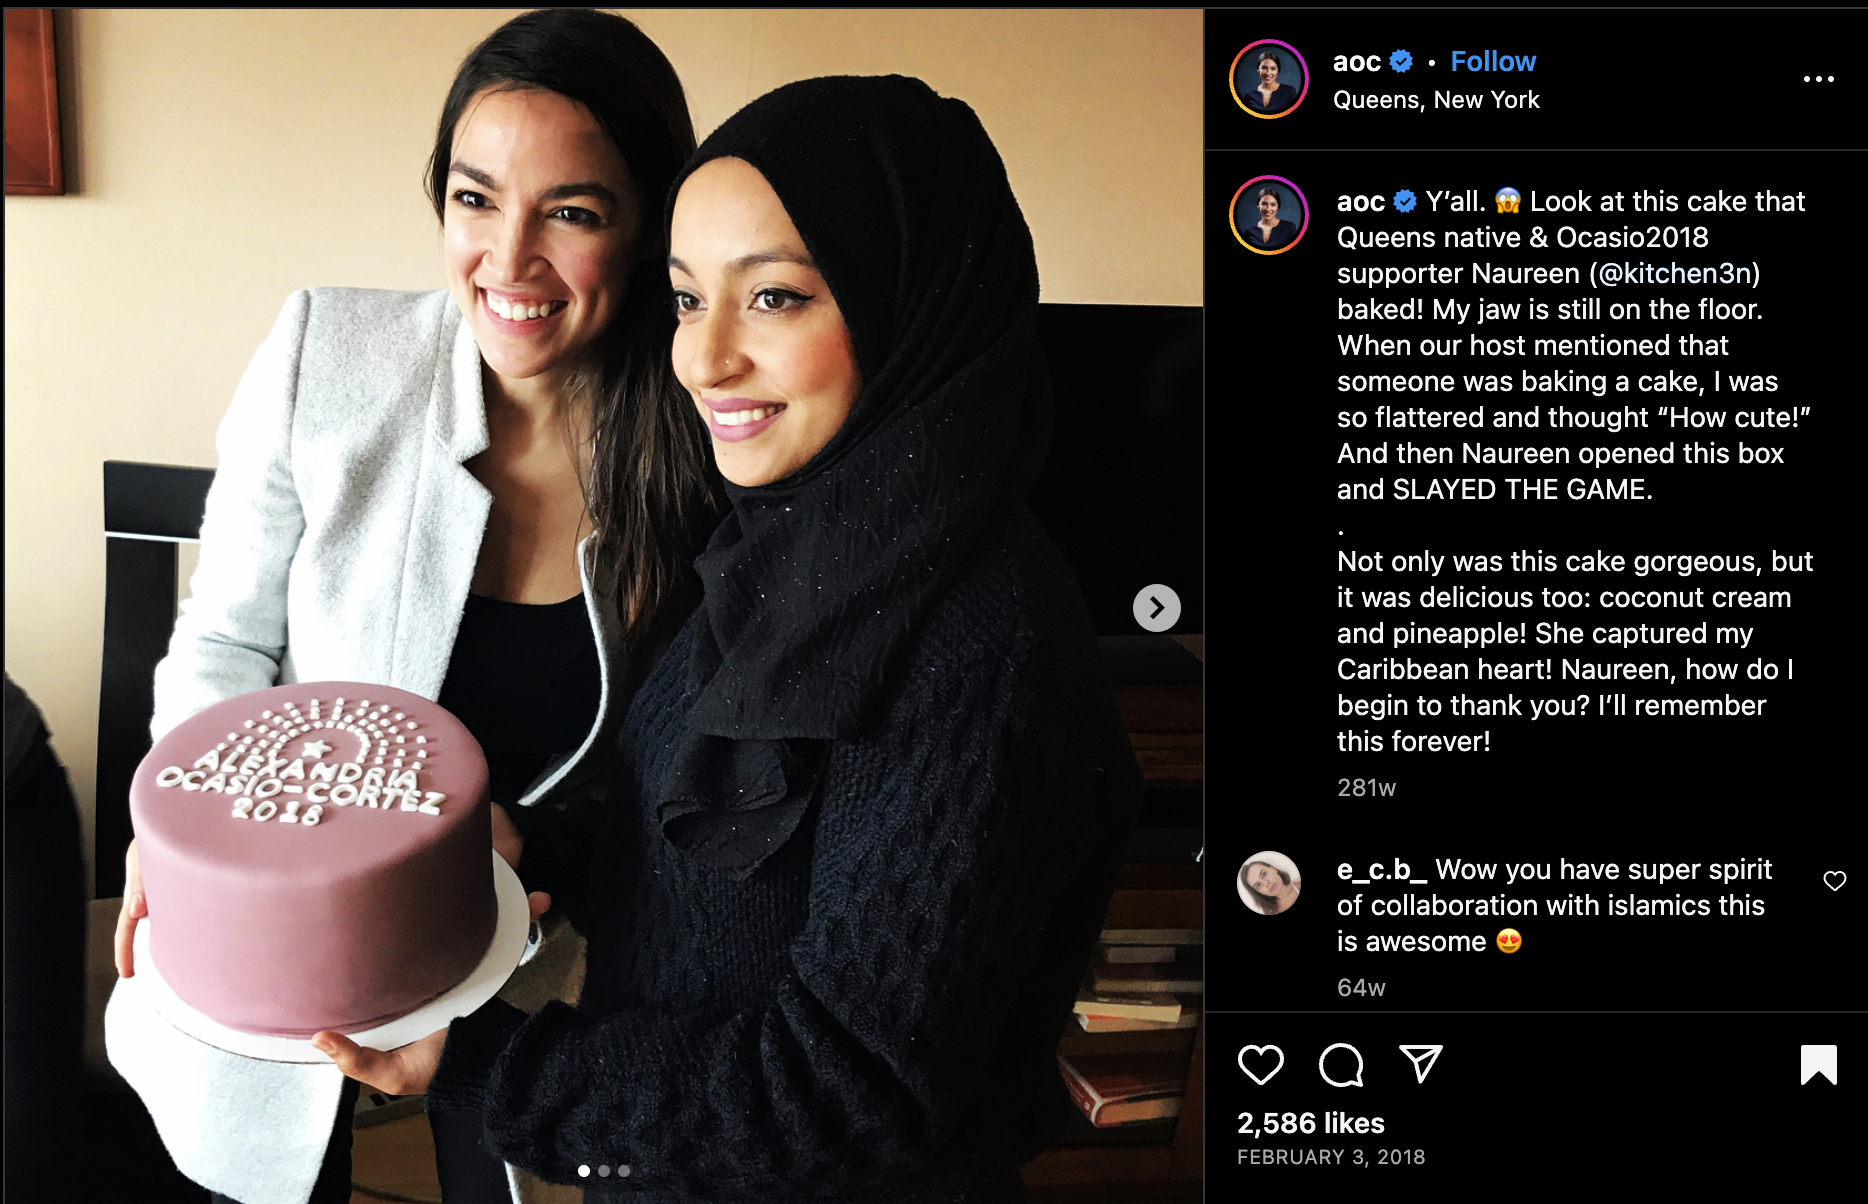 ALEXANDRIA
OCASIO-CORTEZ
2018
aoc • Follow
Queens, New York
aoc Y’all. 😱 Look at this cake that
Queens native & Ocasio2018
supporter Naureen (@kitchen3n)
baked! My jaw is still on the floor.
When our host mentioned that
someone was baking a cake, I was
so flattered and thought “How cute!”
And then Naureen opened this box
and SLAYED THE GAME.
.
Not only was this cake gorgeous, but
it was delicious too: coconut cream
and pineapple! She captured my
Caribbean heart! Naureen, how do I
begin to thank you? I’ll remember
this forever!
281w
e_c.b_ Wow you have super spirit
of collaboration with islamics this
is awesome 😍
64w
2,586 likes
FEBRUARY 3, 2018